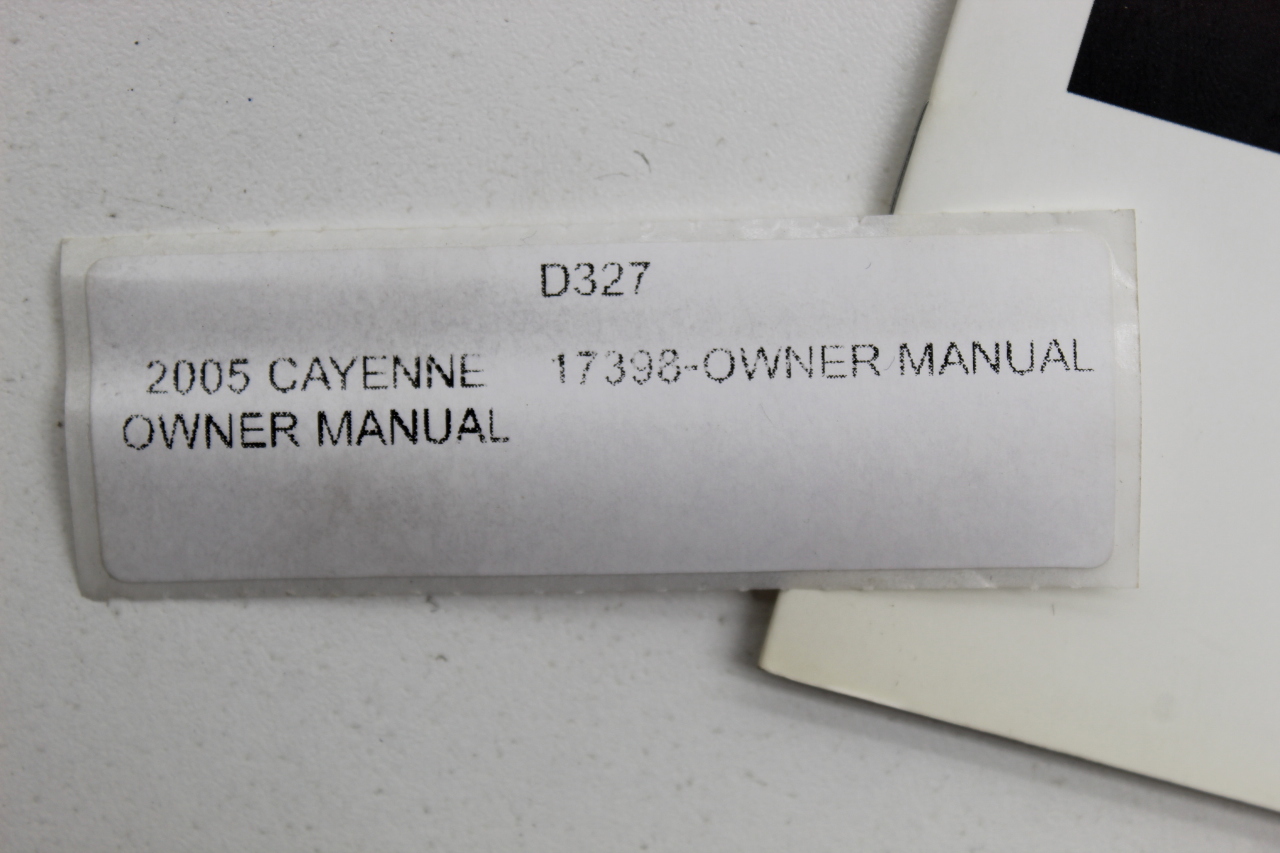 D327
2005 CAYENNE 17398-OWNER MANUAL
OWNER MANUAL